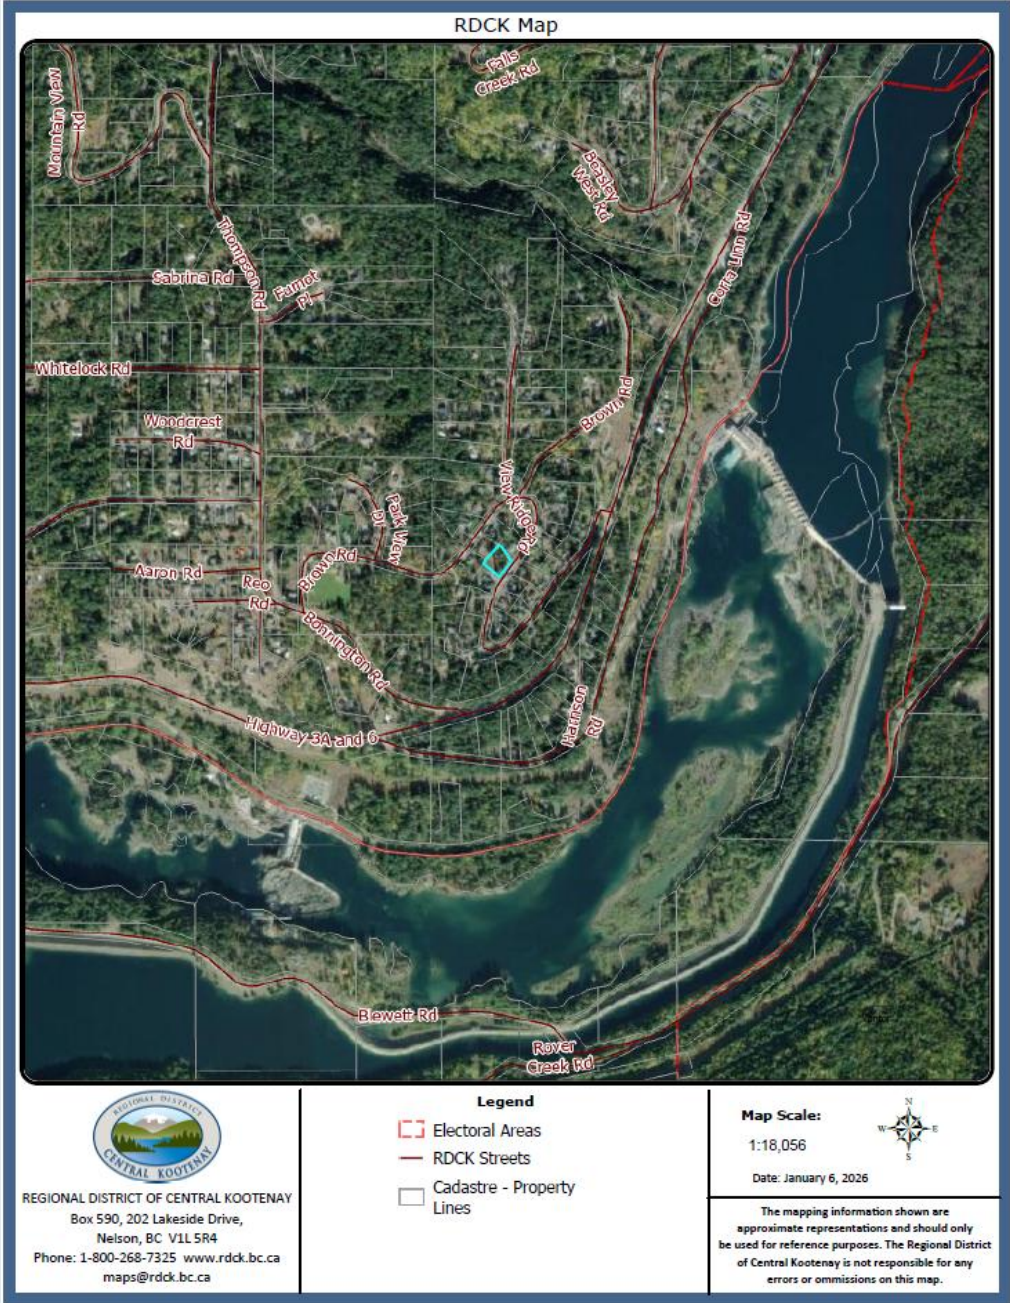 RDCK Map
Falls
Creek Rd
Mountain View
Rd
Beasley
West Rd
Thompson Rd
Corra Linn Rd
Sabrina Rd
Whitelock Rd
Brown Rd
Woodcrest
Rd
View Ridge Rd
Park View
Dr
Brown Rd
Aaron Rd
Reo
Rd
Bonnington Rd
Harrison
Rd
Highway 3A and 6
Blewett Rd
Rover
Creek Rd
REGIONAL DISTRICT
CENTRAL KOOTENAY
REGIONAL DISTRICT OF CENTRAL KOOTENAY
Box 590, 202 Lakeside Drive,
Nelson, BC V1L 5R4
Phone: 1-800-268-7325 www.rdck.bc.ca
maps@rdck.bc.ca
Legend
Electoral Areas
RDCK Streets
Cadastre - Property
Lines
Map Scale:
1:18,056
N
W E
S
Date: January 6, 2026
The mapping information shown are
approximate representations and should only
be used for reference purposes. The Regional District
of Central Kootenay is not responsible for any
errors or ommissions on this map.